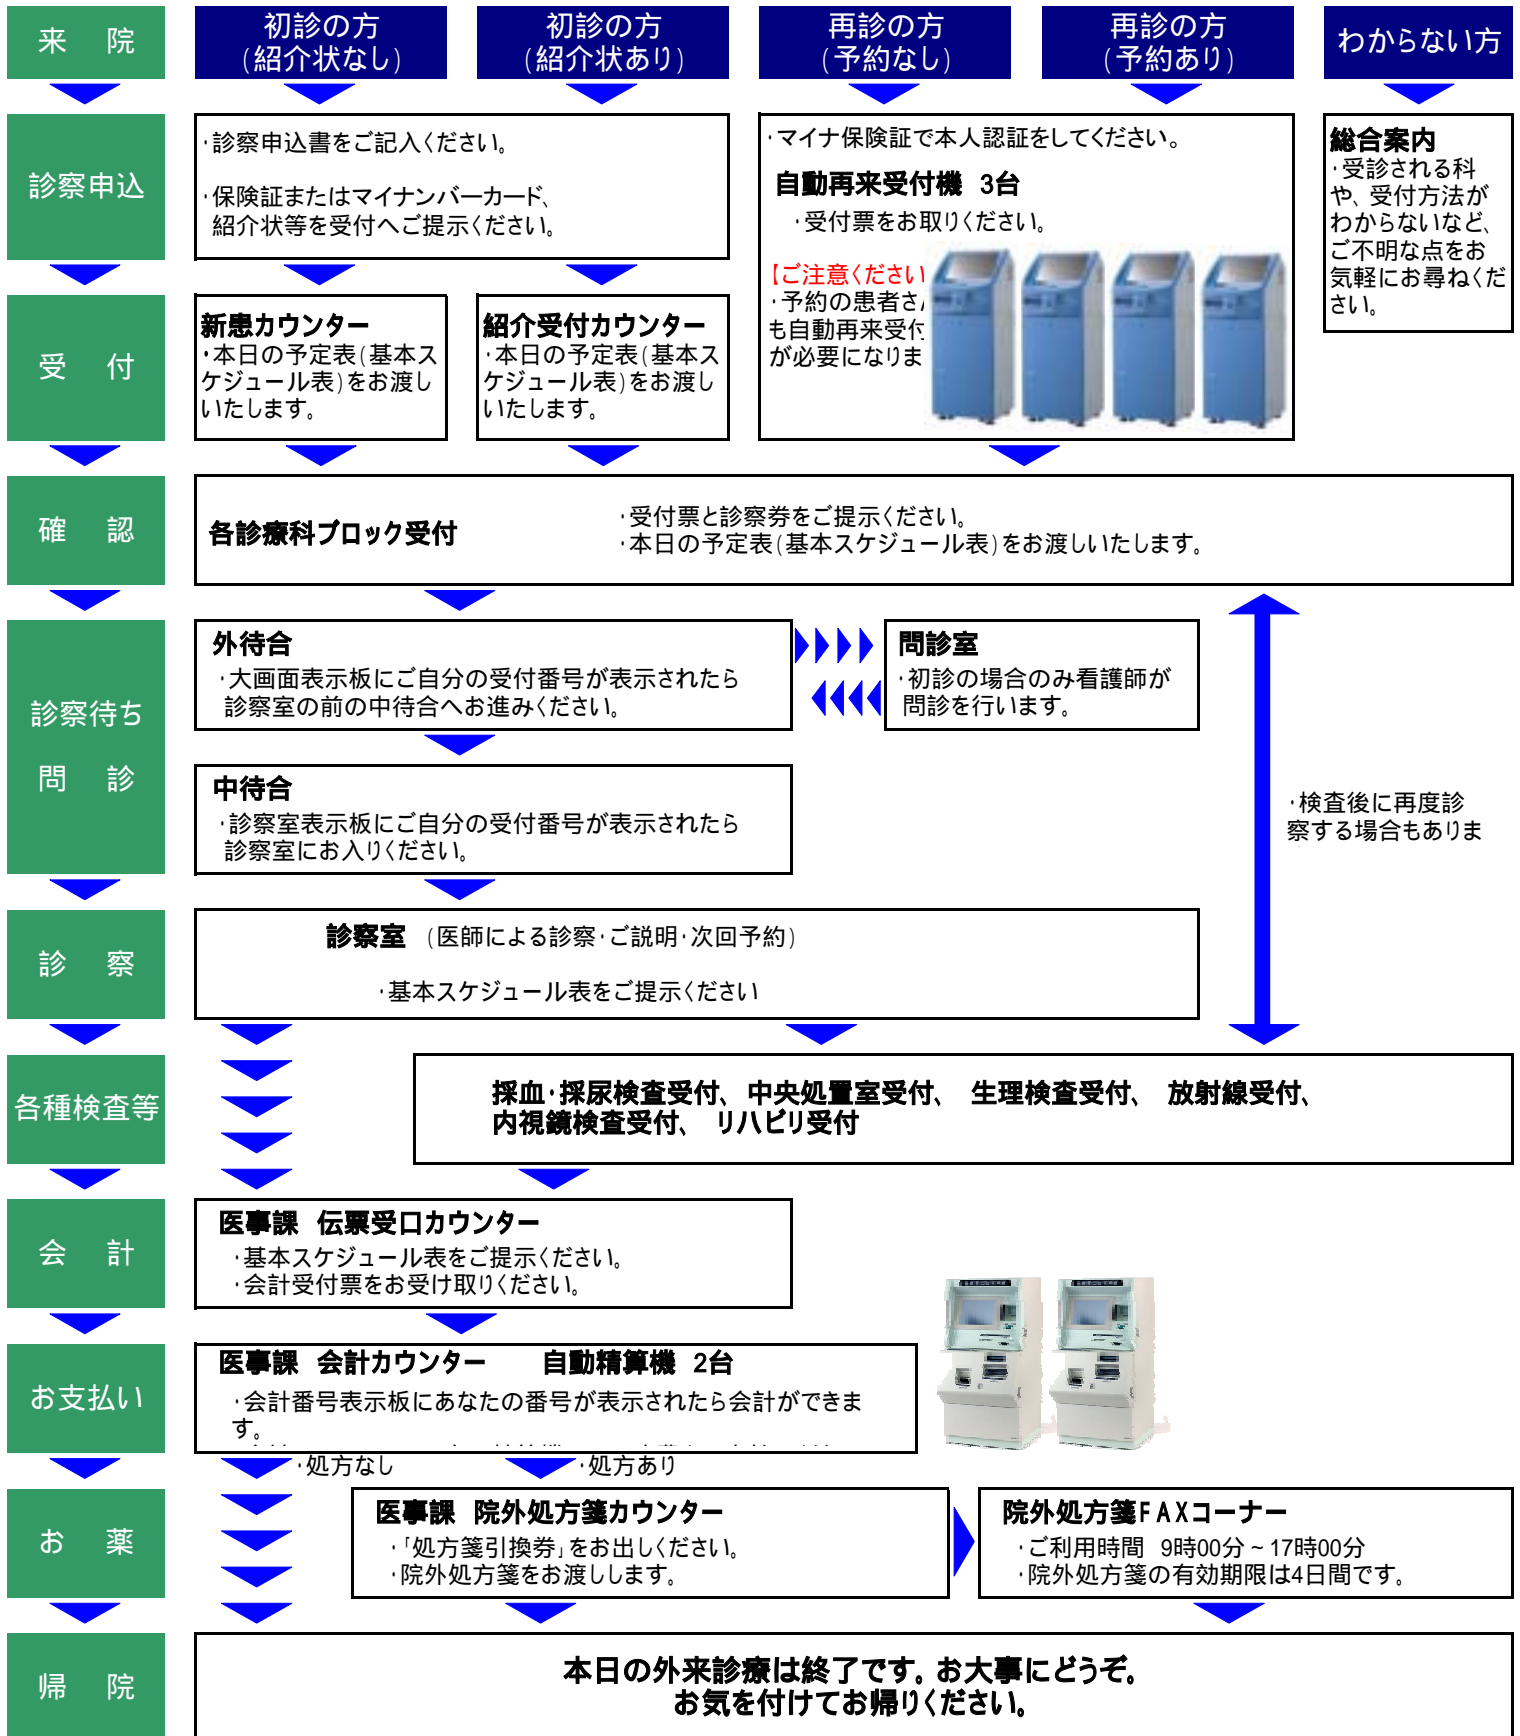 来 院
初診の方
(紹介状なし)
初診の方
(紹介状あり)
再診の方
(予約なし)
再診の方
(予約あり)
わからない方
診察申込
・診察申込書をご記入ください。
・保険証またはマイナンバーカード、
紹介状等を受付へご提示ください。
・マイナ保険証で本人認証をしてください。
自動再来受付機 3台
・受付票をお取りください。
【ご注意ください
・予約の患者さん
も自動再来受付
が必要になりま
総合案内
・受診される科
や、受付方法が
わからないなど、
ご不明な点をお
気軽にお尋ねくだ
さい。
受 付
新患カウンター
・本日の予定表(基本ス
ケジュール表)をお渡し
いたします。
紹介受付カウンター
・本日の予定表(基本ス
ケジュール表)をお渡し
いたします。
確 認
各診療科ブロック受付
・受付票と診察券をご提示ください。
・本日の予定表(基本スケジュール表)をお渡しいたします。
診察待ち
問 診
外待合
・大画面表示板にご自分の受付番号が表示されたら
診察室の前の中待合へお進みください。
問診室
・初診の場合のみ看護師が
問診を行います。
中待合
・診察室表示板にご自分の受付番号が表示されたら
診察室にお入りください。
・検査後に再度診
察する場合もありま
診 察
診察室 (医師による診察・ご説明・次回予約)
・基本スケジュール表をご提示ください
各種検査等
採血・採尿検査受付、 中央処置室受付、 生理検査受付、 放射線受付、
内視鏡検査受付、 リハビリ受付
会 計
医事課 伝票受口カウンター
・基本スケジュール表をご提示ください。
・会計受付票をお受け取りください。
お支払い
医事課 会計カウンター 自動精算機 2台
・会計番号表示板にあなたの番号が表示されたら会計ができま
す。
・処方なし
・処方あり
お 薬
医事課 院外処方箋カウンター
・「処方箋引換券」をお出しください。
・院外処方箋をお渡しします。
院外処方箋FAXコーナー
・ご利用時間 9時00分~17時00分
・院外処方箋の有効期限は4日間です。
帰 院
本日の外来診療は終了です。お大事にどうぞ。
お気を付けてお帰りください。